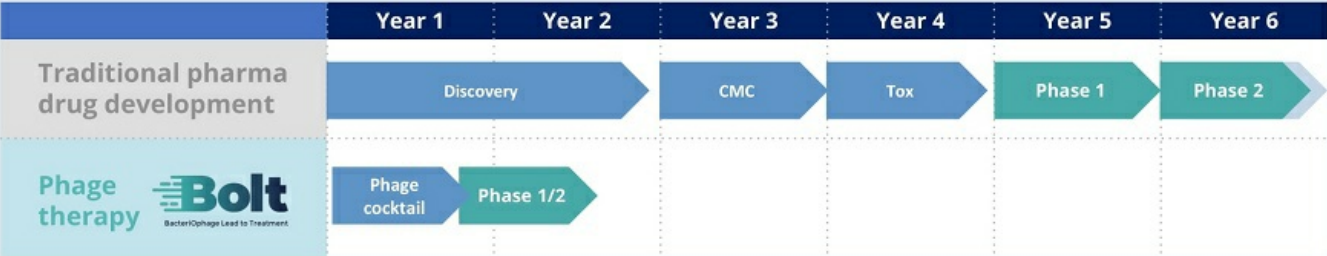 Year 1 Year 2 Year 3 Year 4 Year 5 Year 6
Traditional pharma
drug development
Discovery CMC Tox Phase 1 Phase 2
Phage
therapy
Bolt
BacteriOphage Lead to Treatment
Phage
cocktail
Phase 1/2